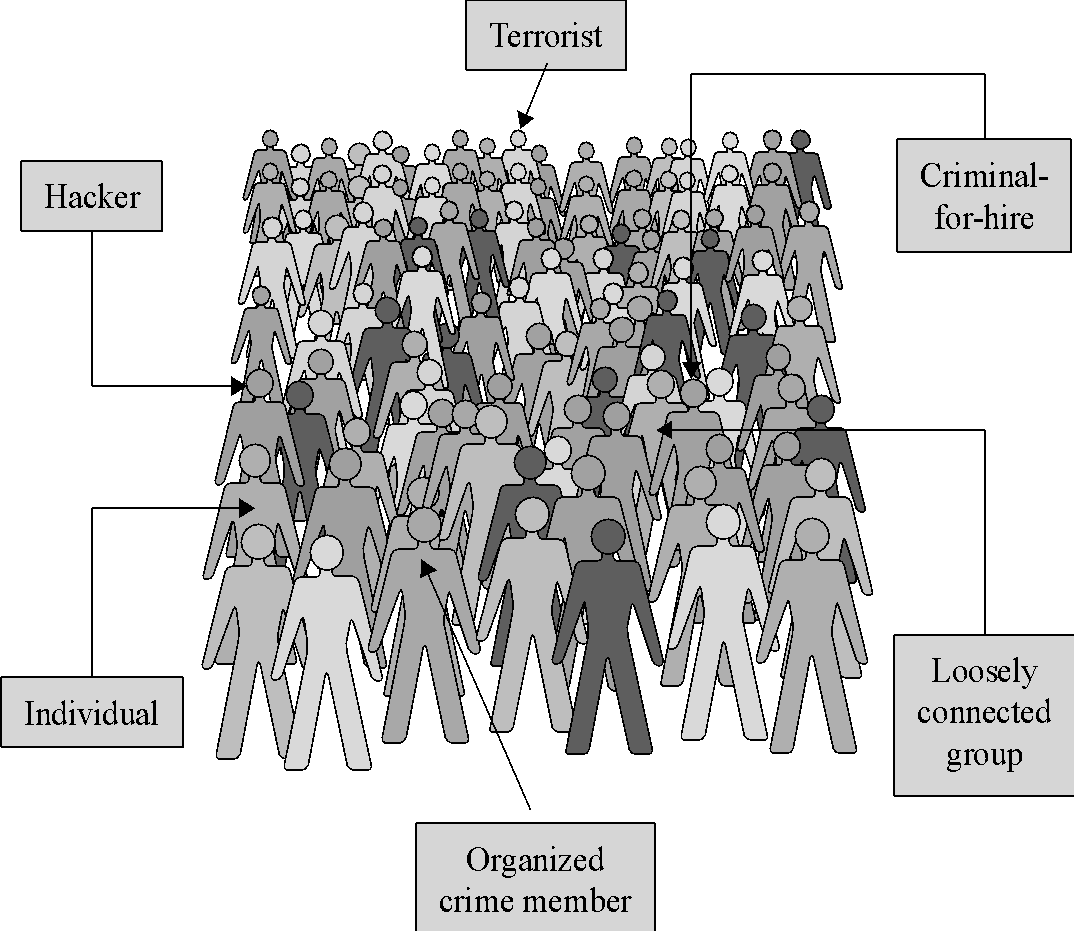 Terrorist
Hacker
Criminal-
for-hire
Individual
Loosely
connected
group
Organized
crime member